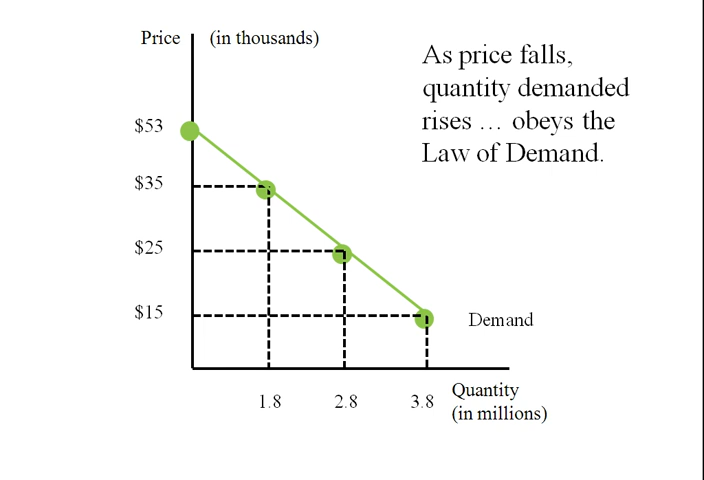 Price (in thousands)
As price falls,
quantity demanded
rises ... obeys the
Law of Demand.
$53
$35
$25
$15
Demand
1.8 2.8 3.8
Quantity
(in millions)